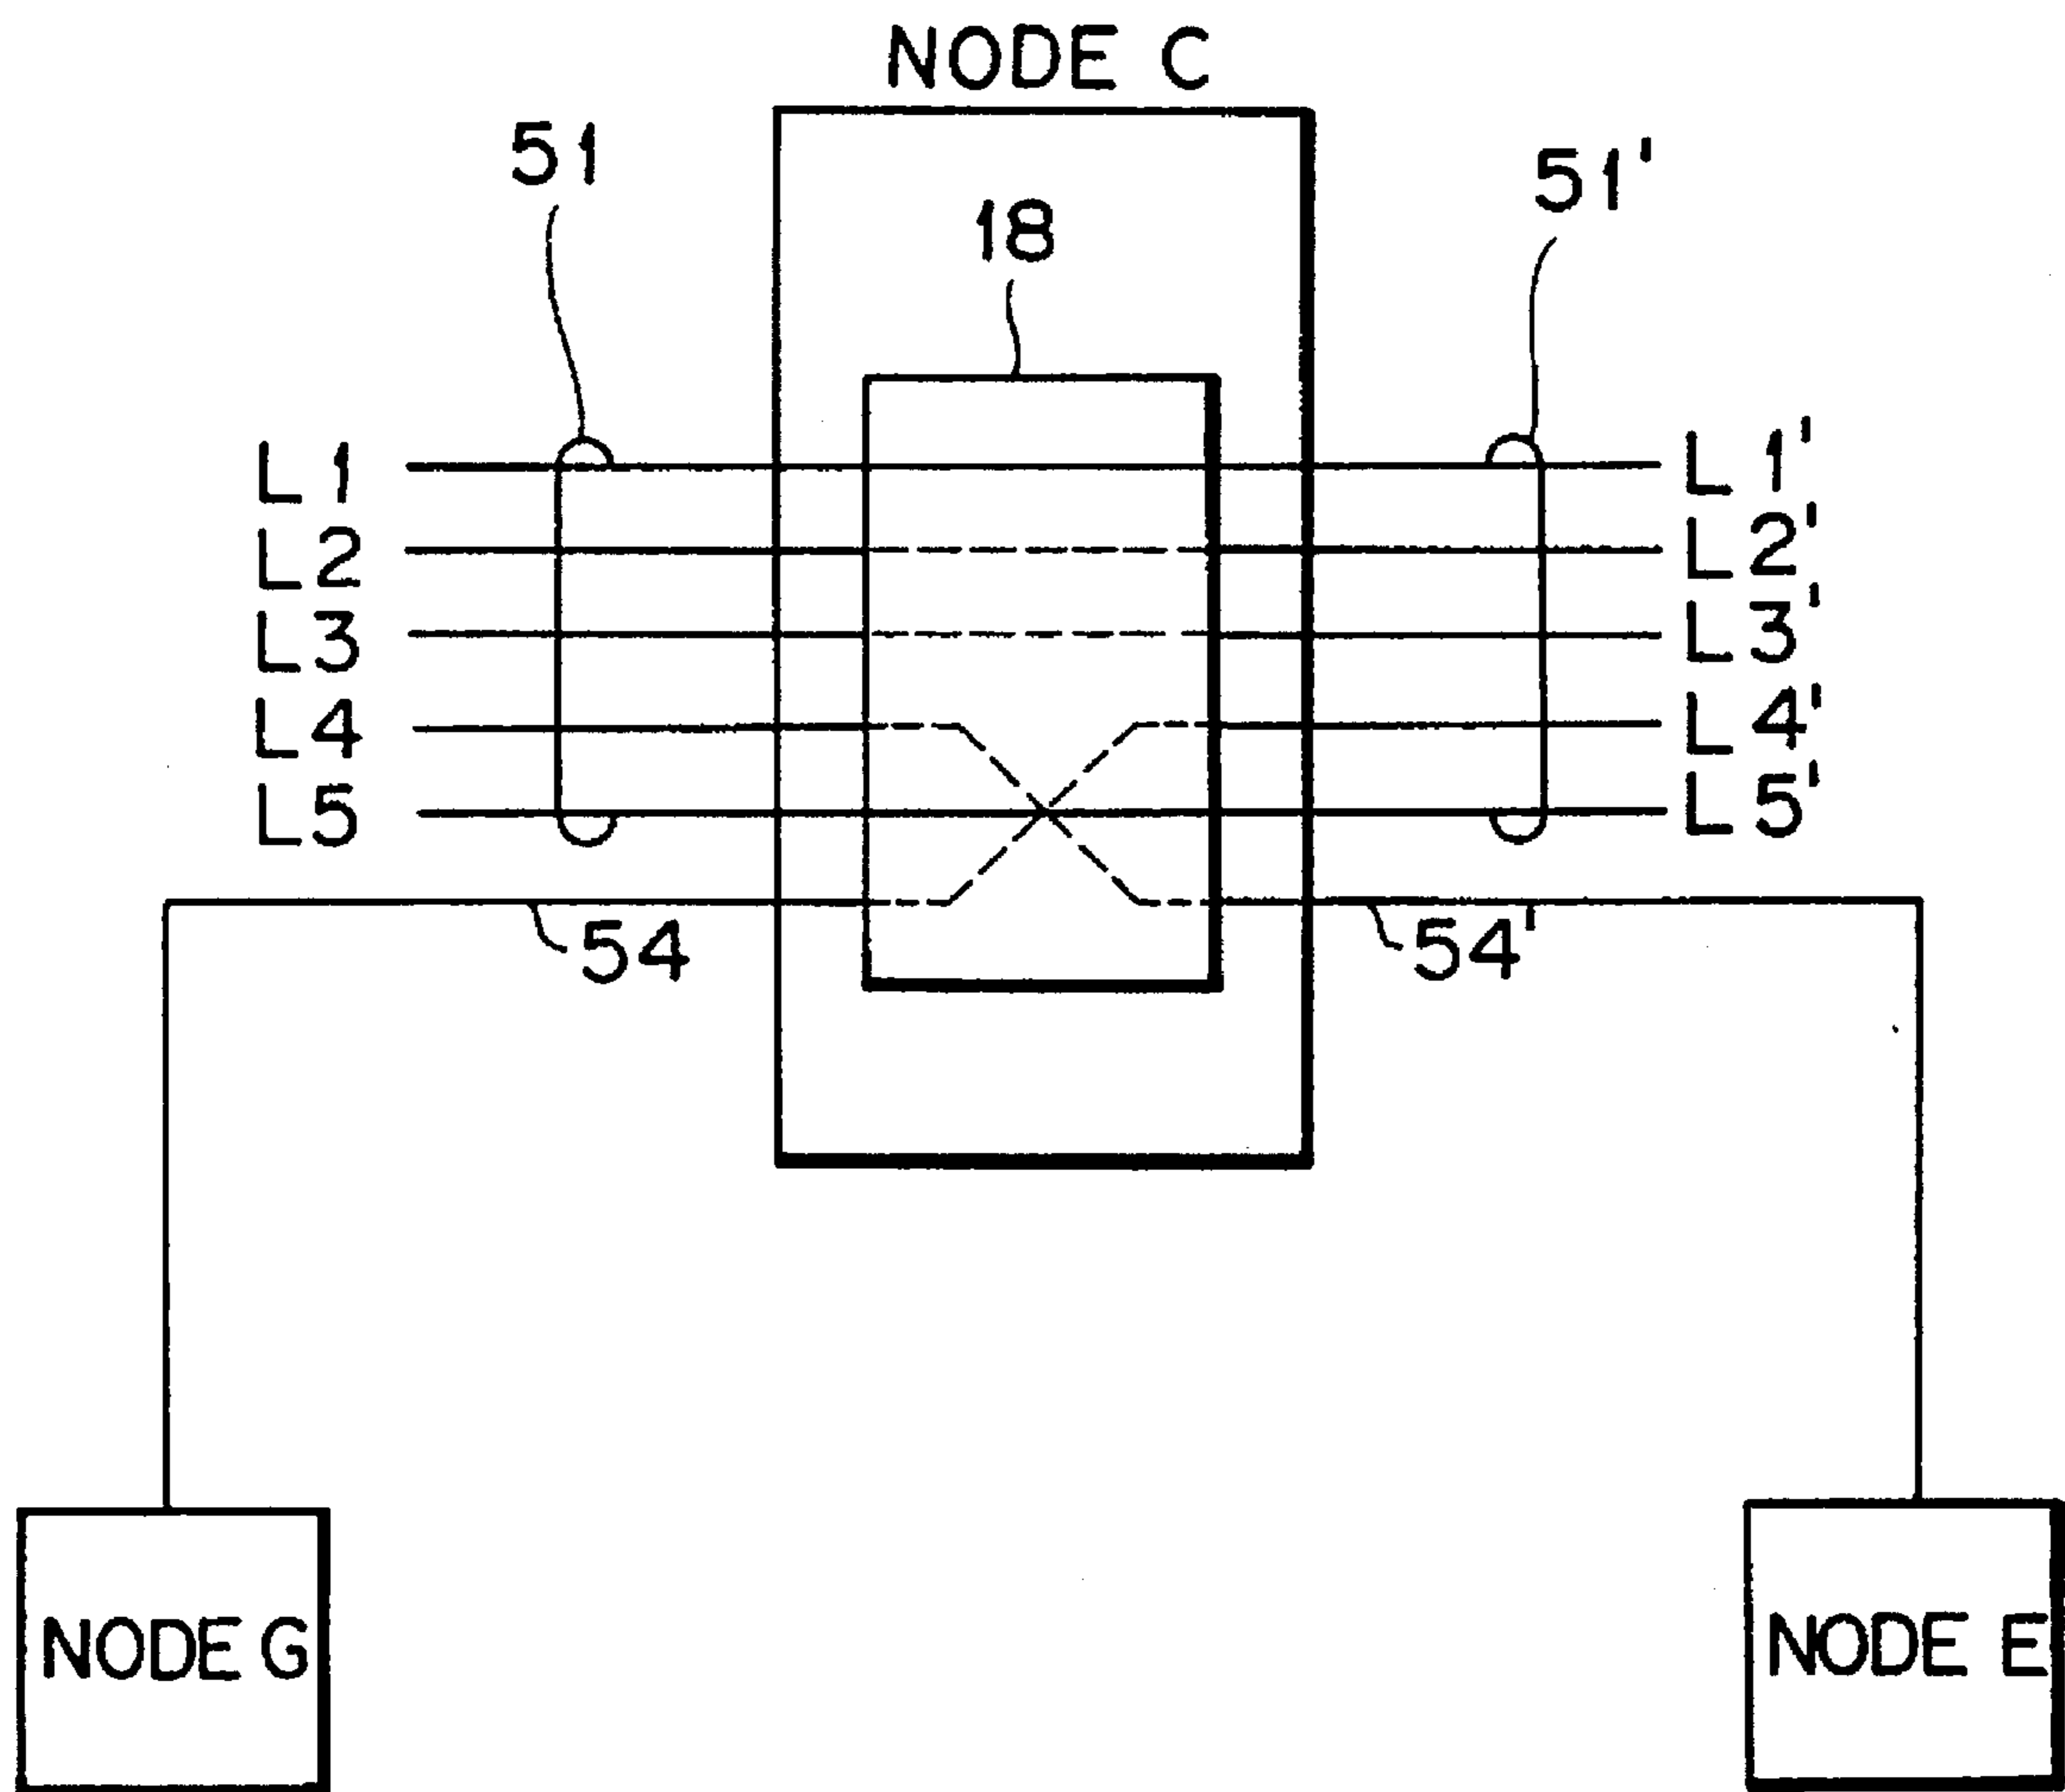 NODE C
51
51'
18
L1
L1'
L2
L2'
L3
L3'
L4
L4'
L5
L5'
54
54'
NODE G
NODE E